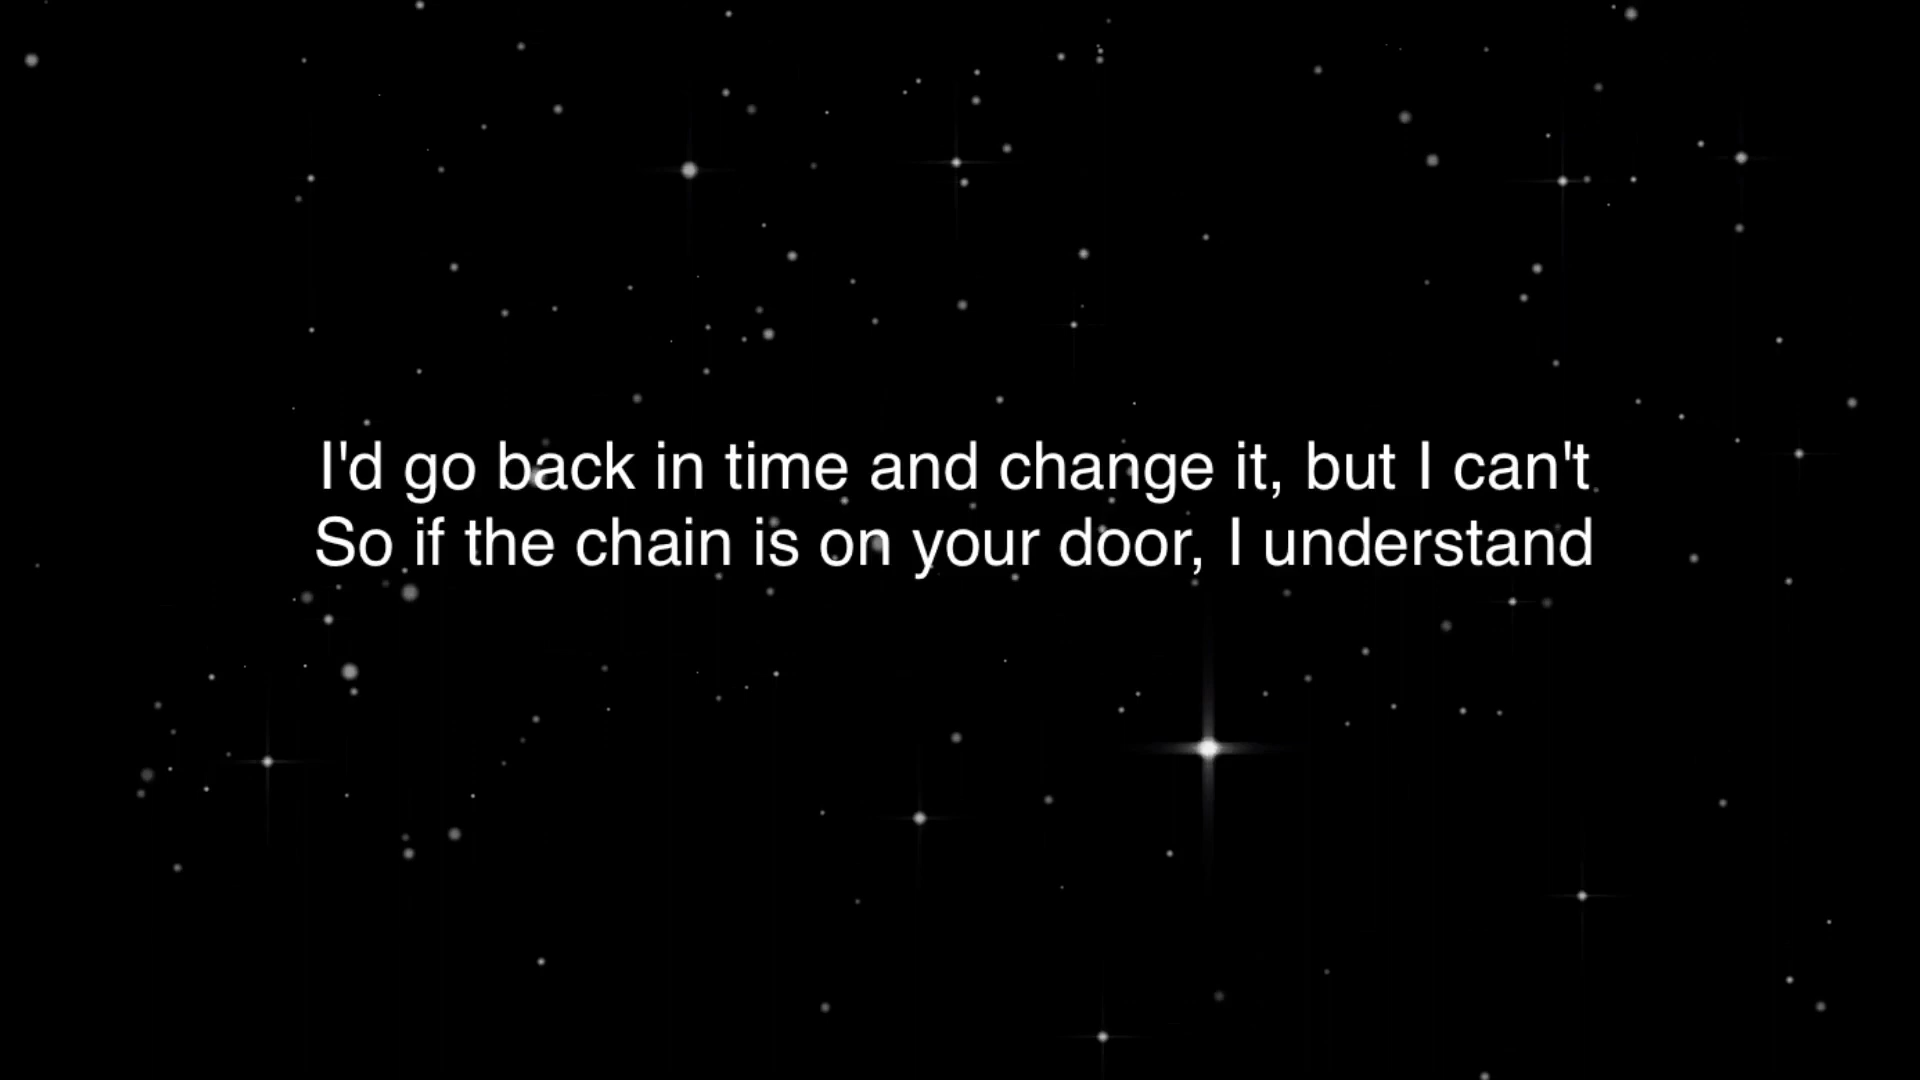 I'd go back in time and change it, but I can't
So if the chain is on your door, I understand